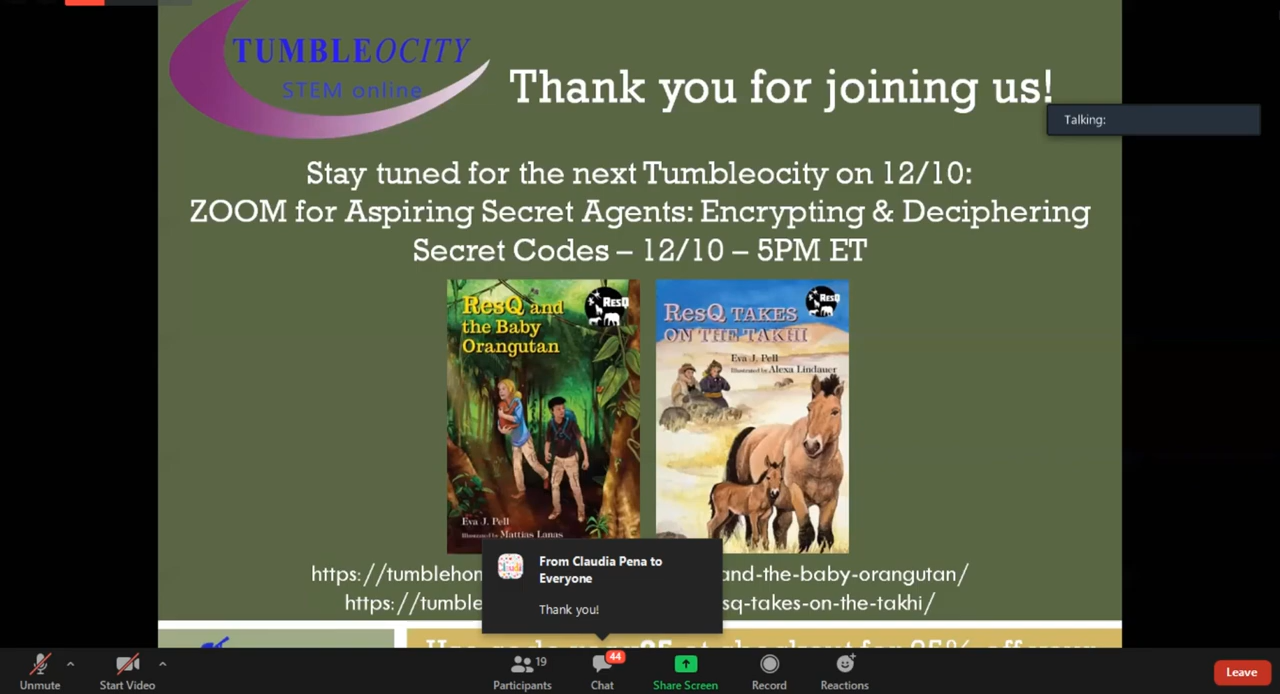 TUMBLEOCITY
STEM online
Thank you for joining us!
Talking:
Stay tuned for the next Tumbleocity on 12/10:
ZOOM for Aspiring Secret Agents: Encrypting & Deciphering
Secret Codes – 12/10 – 5PM ET
ResQ and
the Baby
Orangutan
ResQ
Eva J. Pell
Illustrated by Mattias Lanas
ResQ TAKES
ON THE TAKHI
ResQ
Eva J. Pell
Illustrated by Alexa Lindauer
From Claudia Pena to
Everyone
Thank you!
https://tumblehom
and-the-baby-orangutan/
https://tumble
sq-takes-on-the-takhi/
Unmute
Start Video
19
Participants
44
Chat
Share Screen
Record
Reactions
Leave